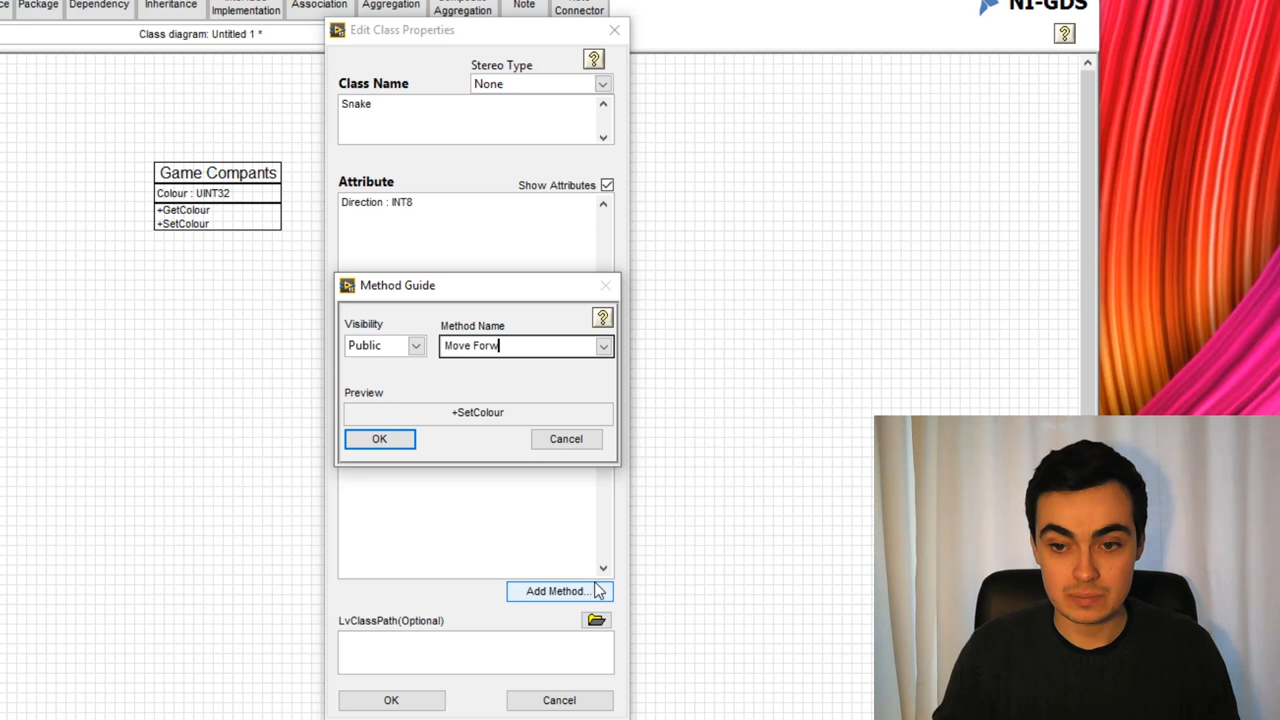 Package
Dependency
Inheritance
Implementation
Association
Aggregation
Aggregation
Note
Connector
NI-GDS
Class diagram: Untitled 1 *
Edit Class Properties
Stereo Type
Class Name
None
Snake
Attribute
Show Attributes
Direction : INT8
Game Compants
Colour : UINT32
+GetColour
+SetColour
Method Guide
Visibility
Method Name
Public
Move Forw
Preview
+SetColour
OK
Cancel
Add Method...
LvClassPath(Optional)
OK
Cancel